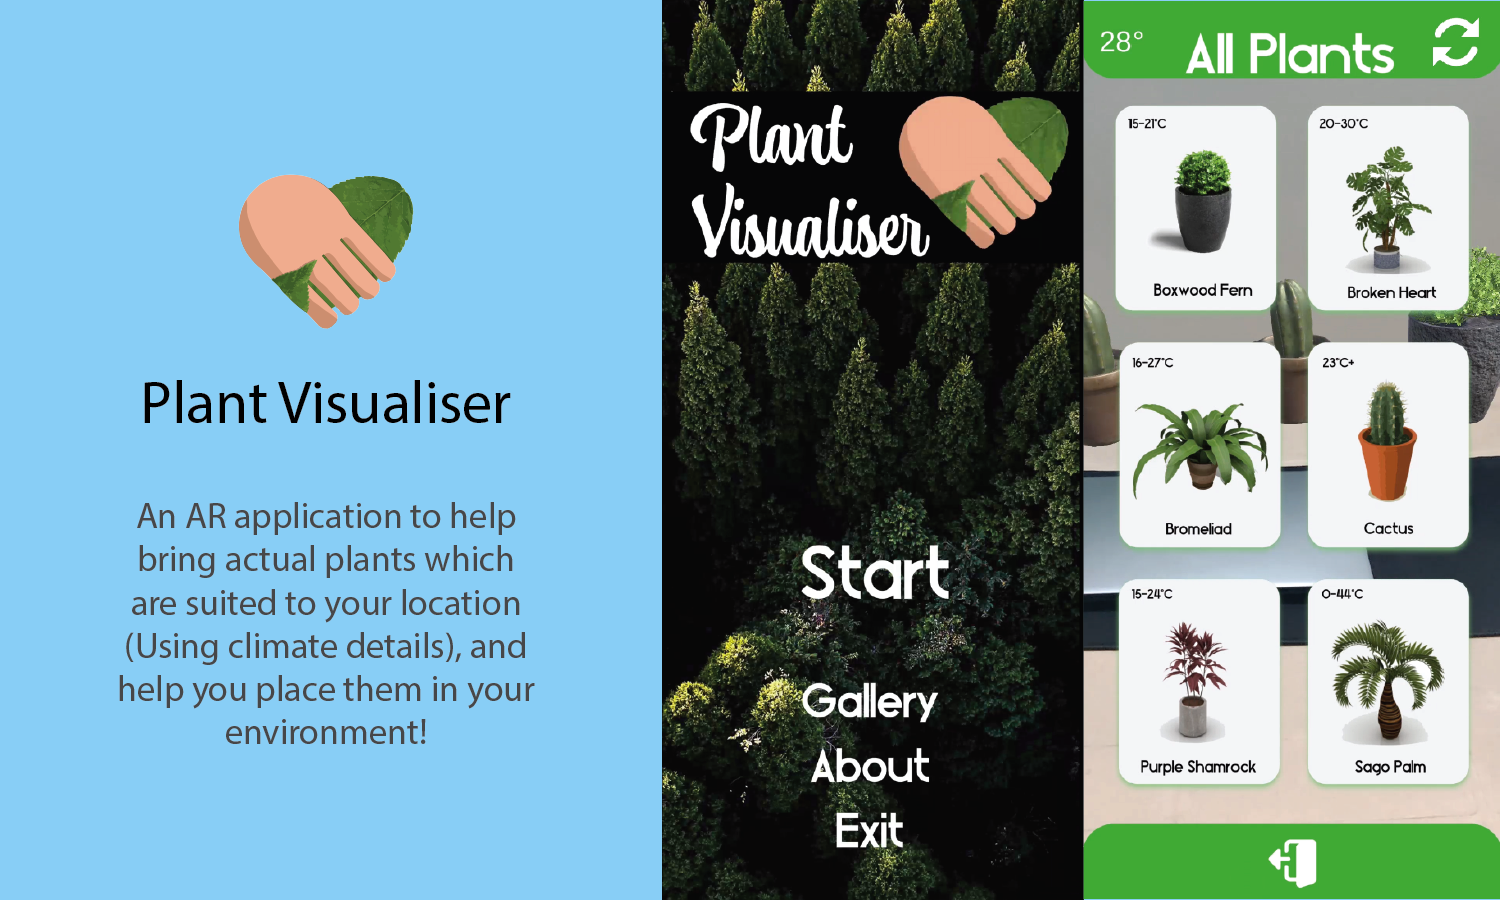 Plant Visualiser
An AR application to help
bring actual plants which
are suited to your location
(Using climate details), and
help you place them in your
environment!
Plant
Visualiser
Start
Gallery
About
Exit
28°
All Plants
15-21°C
Boxwood Fern
20-30°C
Broken Heart
16-27°C
Bromeliad
23°C+
Cactus
15-24°C
Purple Shamrock
0-44°C
Sago Palm